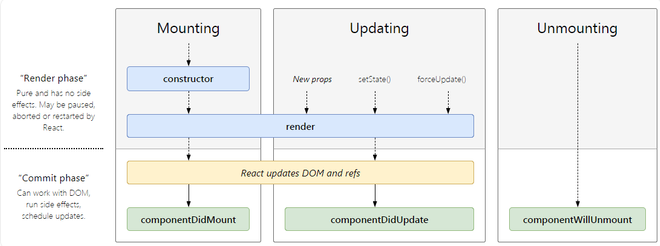 Mounting
Updating
Unmounting
“Render phase”
Pure and has no side
effects. May be paused,
aborted or restarted by
React.
constructor
New props
setState()
forceUpdate()
render
“Commit phase”
Can work with DOM,
run side effects,
schedule updates.
React updates DOM and refs
componentDidMount
componentDidUpdate
componentWillUnmount